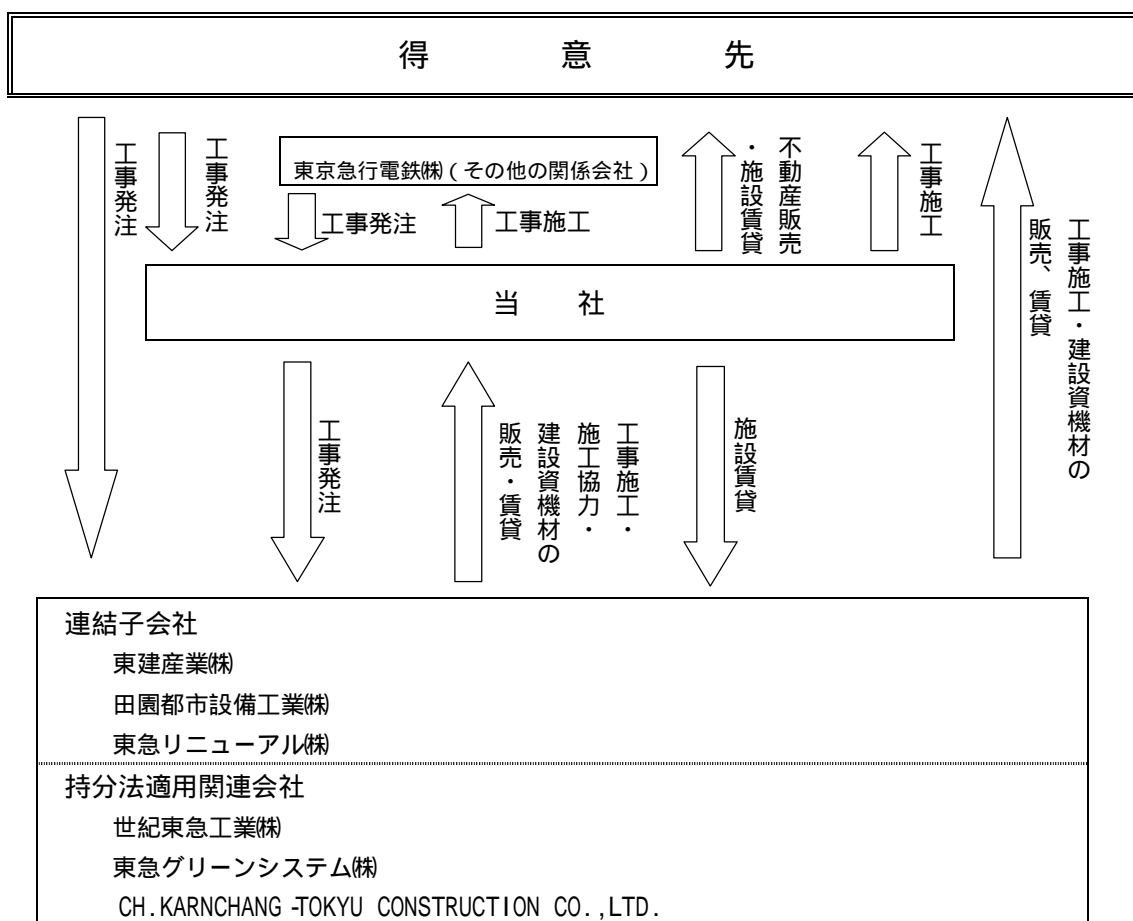 得意先
工事発注
工事発注
東京急行電鉄㈱(その他の関係会社)
工事発注
工事施工
不動産販売
・施設賃貸
工事施工
工事施工・建設資機材の
販売、賃貸
当社
工事発注
工事施工・
施工協力・
建設資機材の
販売・賃貸
施設賃貸
連結子会社
東建産業㈱
田園都市設備工業㈱
東急リニューアル㈱
持分法適用関連会社
世紀東急工業㈱
東急グリーンシステム㈱
CH.KARNCHANG-TOKYU CONSTRUCTION CO.,LTD.